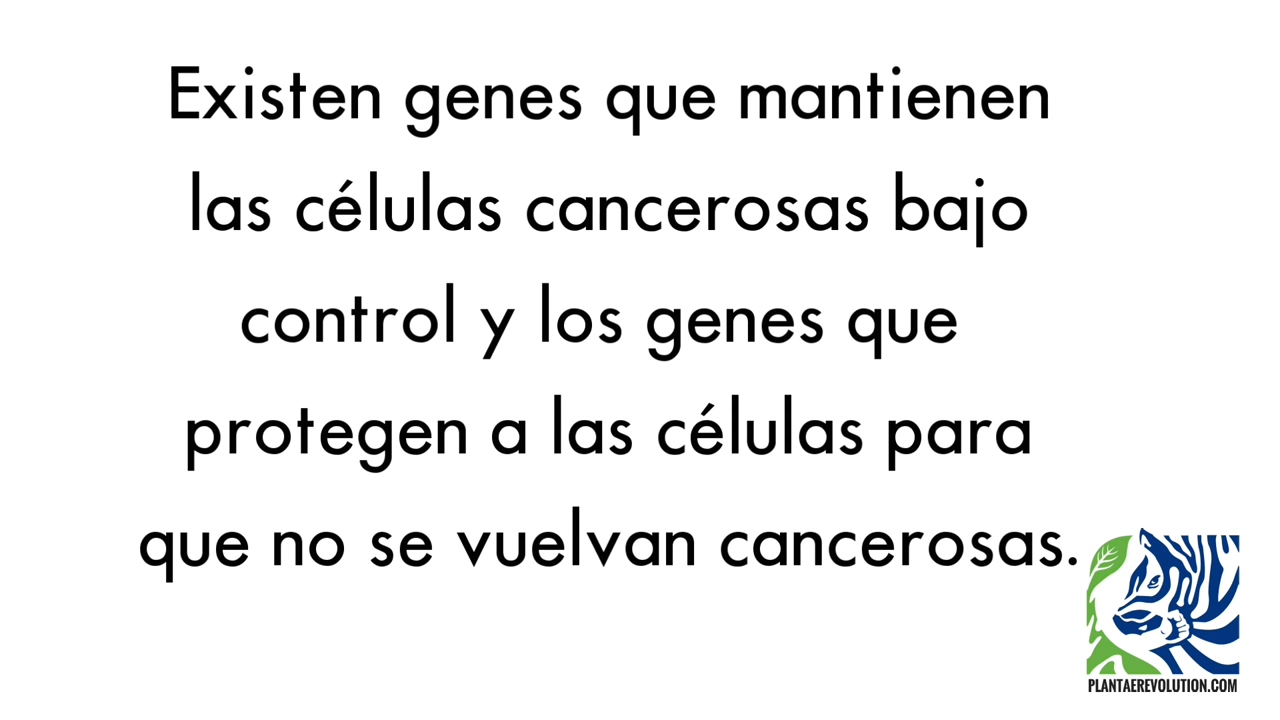 Existen genes que mantienen
las células cancerosas bajo
control y los genes que
protegen a las células para
que no se vuelvan cancerosas.
PLANTAEREVOLUTION.COM